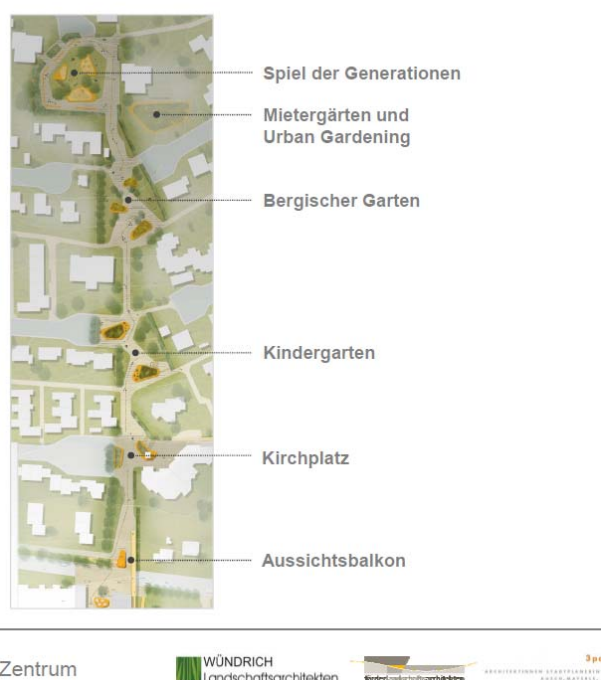 Spiel der Generationen
Mietergärten und
Urban Gardening
Bergischer Garten
Kindergarten
Kirchplatz
Aussichtsbalkon
Zentrum
WÜNDRICH
Landschaftsarchitekten